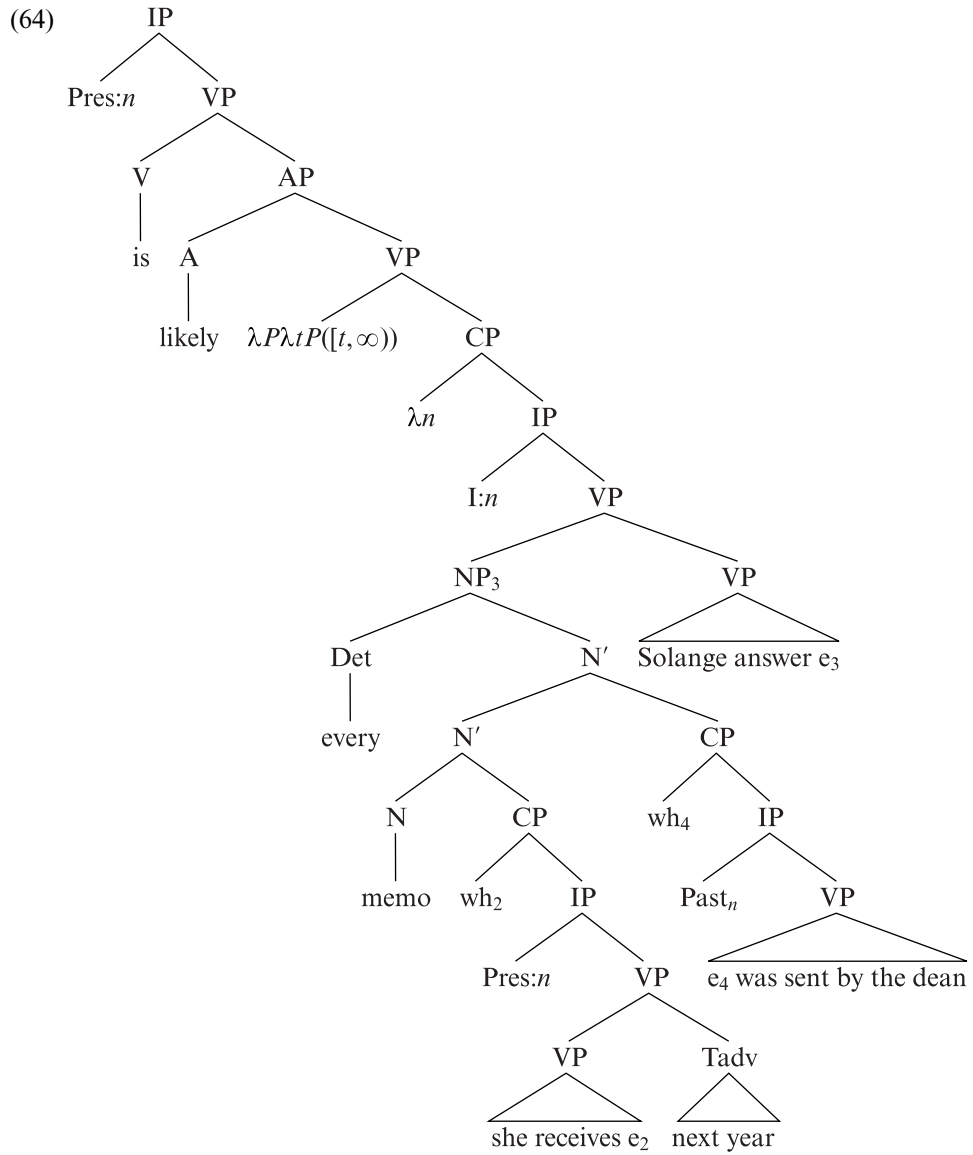 (64) IP
Pres:n VP
V AP
is A VP
likely λPλtP([t, ∞)) CP
λn IP
I:n VP
NP₃ VP
Det N′ Solange answer e₃
every N′ CP
N CP wh₄ IP
memo wh₂ IP Pastₙ VP
Pres:n VP e₄ was sent by the dean
VP Tadv
she receives e₂ next year